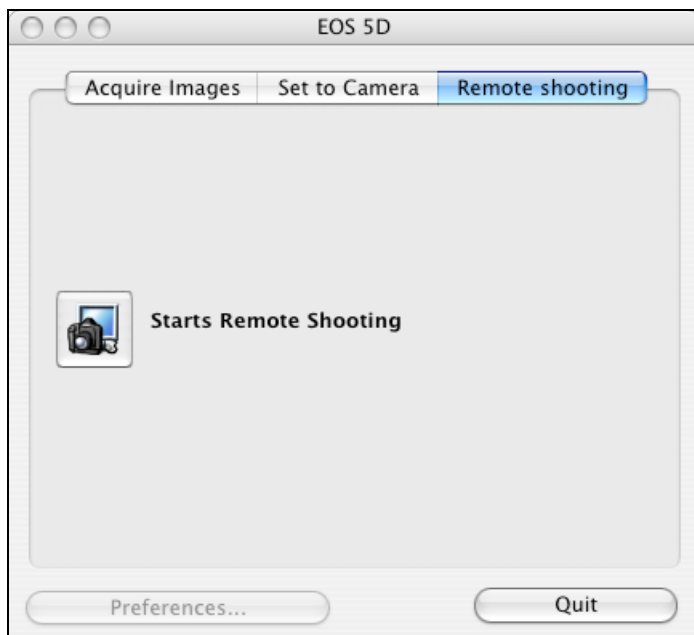 EOS 5D
Acquire Images Set to Camera Remote shooting
Starts Remote Shooting
Preferences... Quit